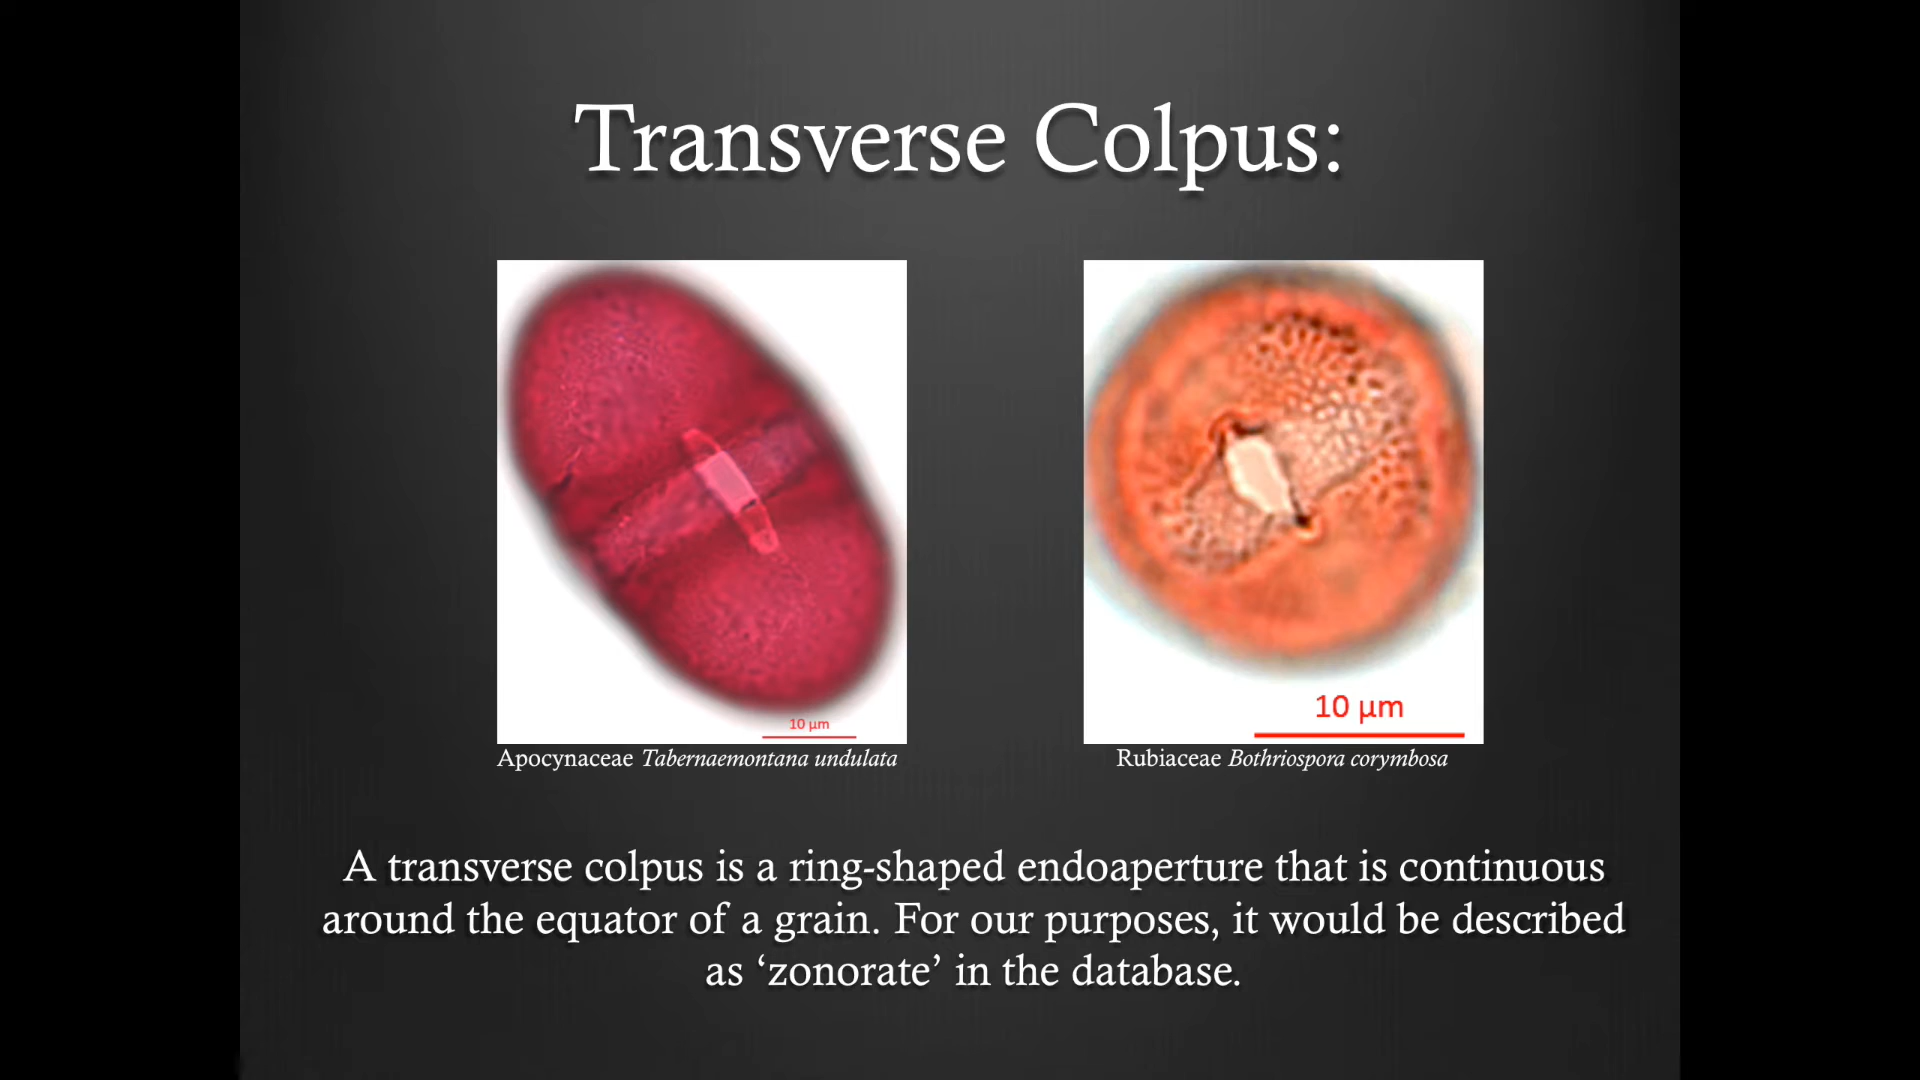 Transverse Colpus:
10 µm
10 µm
Apocynaceae Tabernaemontana undulata
Rubiaceae Bothriospora corymbosa
A transverse colpus is a ring-shaped endoaperture that is continuous
around the equator of a grain. For our purposes, it would be described
as ‘zonorate’ in the database.